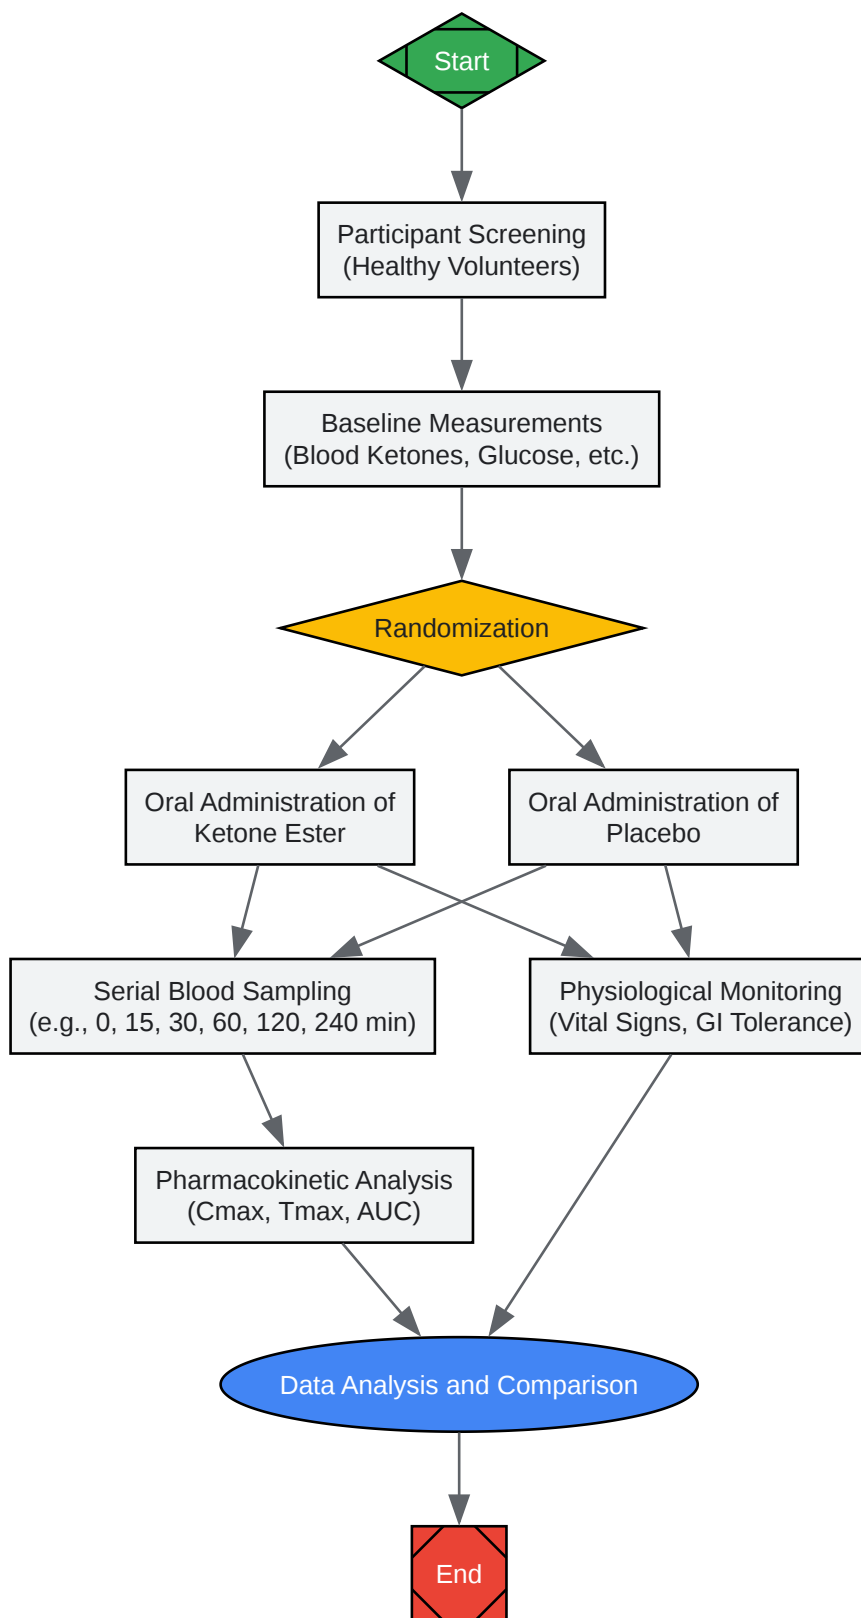 Start
Participant Screening
(Healthy Volunteers)
Baseline Measurements
(Blood Ketones, Glucose, etc.)
Randomization
Oral Administration of
Ketone Ester
Oral Administration of
Placebo
Serial Blood Sampling
(e.g., 0, 15, 30, 60, 120, 240 min)
Physiological Monitoring
(Vital Signs, GI Tolerance)
Pharmacokinetic Analysis
(Cmax, Tmax, AUC)
Data Analysis and Comparison
End